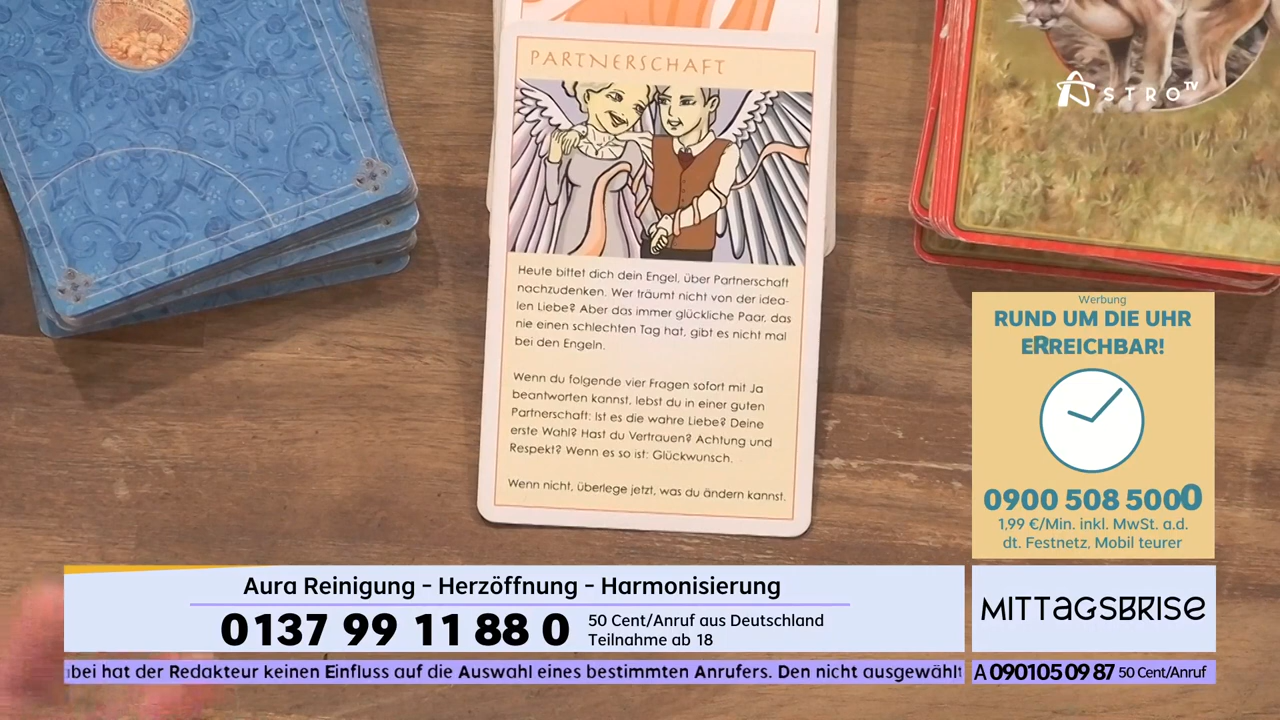 PARTNERSCHAFT
Heute bittet dich dein Engel, über Partnerschaft
nachzudenken. Wer träumt nicht von der idea-
len Liebe? Aber das immer glückliche Paar, das
nie einen schlechten Tag hat, gibt es nicht mal
bei den Engeln.
Wenn du folgende vier Fragen sofort mit Ja
beantworten kannst, lebst du in einer guten
Partnerschaft: Ist es die wahre Liebe? Deine
erste Wahl? Hast du Vertrauen? Achtung und
Respekt? Wenn es so ist: Glückwunsch.
Wenn nicht, überlege jetzt, was du ändern kannst.
ASTRO TV
Werbung
RUND UM DIE UHR
ERREICHBAR!
0900 508 5000
1,99 €/Min. inkl. MwSt. a.d.
dt. Festnetz, Mobil teurer
Aura Reinigung - Herzöffnung - Harmonisierung
0137 99 11 88 0
50 Cent/Anruf aus Deutschland
Teilnahme ab 18
MITTAGSBRISE
abei hat der Redakteur keinen Einfluss auf die Auswahl eines bestimmten Anrufers. Den nicht ausgewählt
A 0901 05 09 87 50 Cent/Anruf